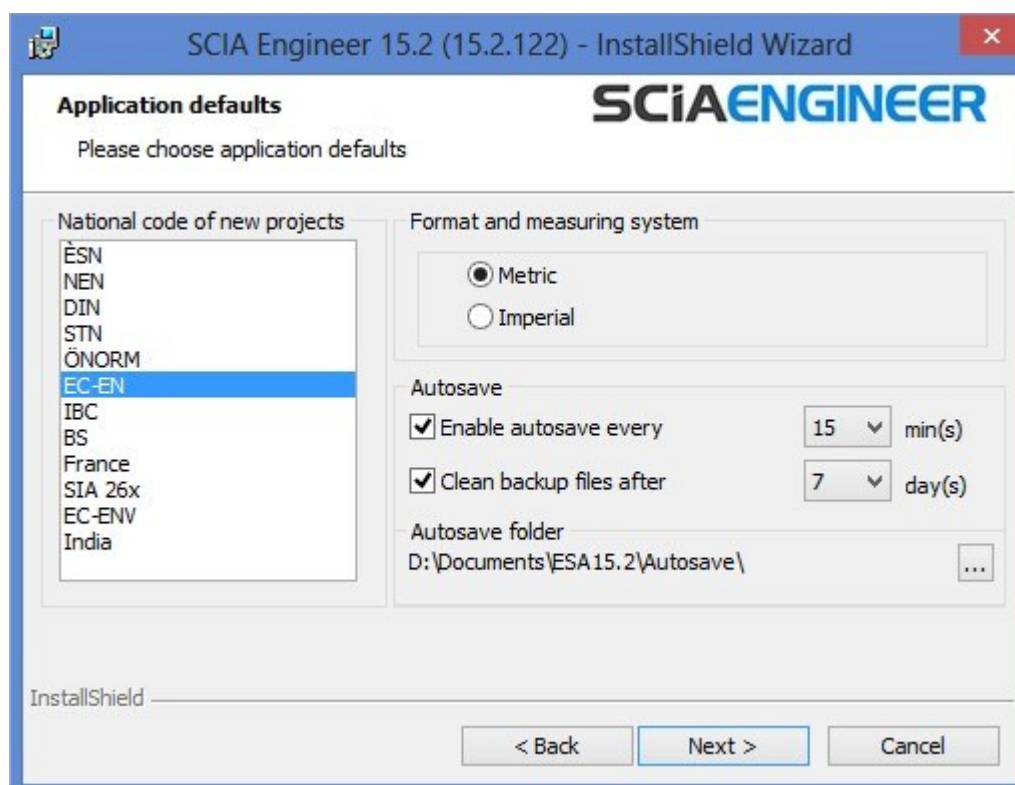 SCIA Engineer 15.2 (15.2.122) - InstallShield Wizard
Application defaults
SCiAENGINEER
Please choose application defaults
National code of new projects
ÈSN
NEN
DIN
STN
ÖNORM
EC-EN
IBC
BS
France
SIA 26x
EC-ENV
India
Format and measuring system
Metric
Imperial
Autosave
Enable autosave every 15 min(s)
Clean backup files after 7 day(s)
Autosave folder
D:\Documents\ESA15.2\Autosave\ ...
InstallShield
< Back Next > Cancel